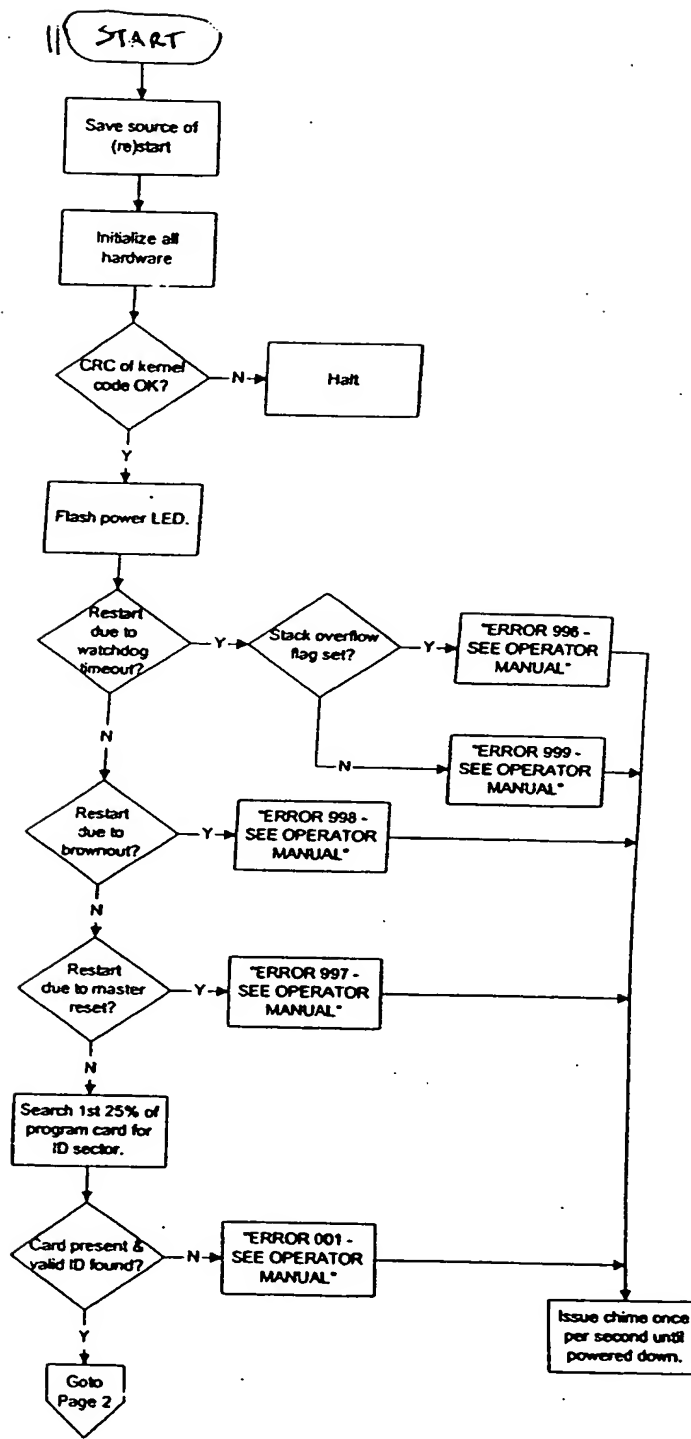 START
Save source of
(re)start
Initialize all
hardware
CRC of kernel
code OK?
N
Halt
Y
Flash power LED.
Restart
due to
watchdog
timeout?
Y
Stack overflow
flag set?
Y
"ERROR 996 -
SEE OPERATOR
MANUAL"
N
N
"ERROR 999 -
SEE OPERATOR
MANUAL"
Restart
due to
brownout?
Y
"ERROR 998 -
SEE OPERATOR
MANUAL"
N
Restart
due to master
reset?
Y
"ERROR 997 -
SEE OPERATOR
MANUAL"
N
Search 1st 25% of
program card for
ID sector.
Card present &
valid ID found?
N
"ERROR 001 -
SEE OPERATOR
MANUAL"
Issue chime once
per second until
powered down.
Y
Goto
Page 2